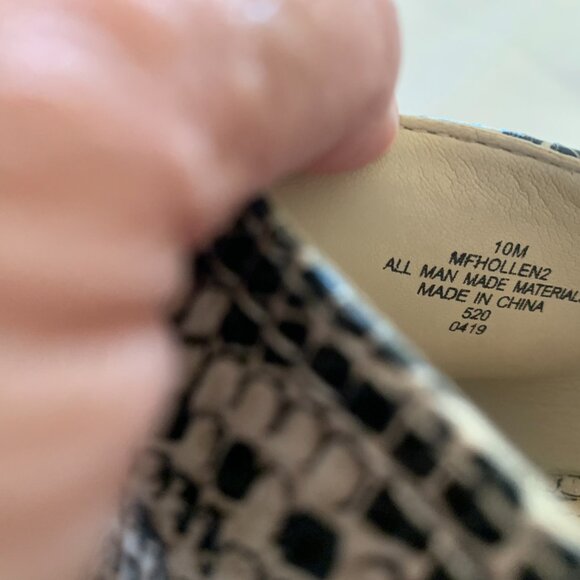 10M
MFHOLLEN2
ALL MAN MADE MATERIAL
MADE IN CHINA
520
0419